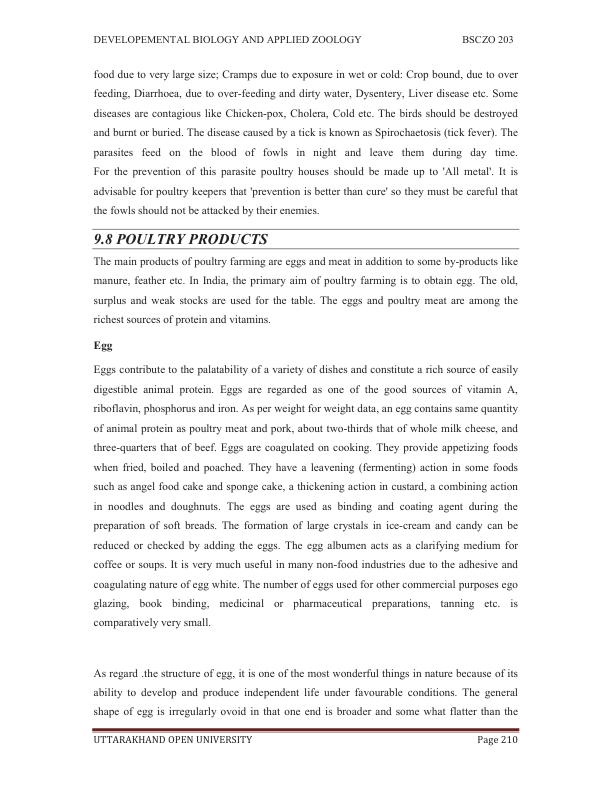 DEVELOPEMENTAL BIOLOGY AND APPLIED ZOOLOGY BSCZO 203
food due to very large size; Cramps due to exposure in wet or cold: Crop bound, due to over
feeding, Diarrhoea, due to over-feeding and dirty water, Dysentery, Liver disease etc. Some
diseases are contagious like Chicken-pox, Cholera, Cold etc. The birds should be destroyed
and burnt or buried. The disease caused by a tick is known as Spirochaetosis (tick fever). The
parasites feed on the blood of fowls in night and leave them during day time.
For the prevention of this parasite poultry houses should be made up to 'All metal'. It is
advisable for poultry keepers that 'prevention is better than cure' so they must be careful that
the fowls should not be attacked by their enemies.
9.8 POULTRY PRODUCTS
The main products of poultry farming are eggs and meat in addition to some by-products like
manure, feather etc. In India, the primary aim of poultry farming is to obtain egg. The old,
surplus and weak stocks are used for the table. The eggs and poultry meat are among the
richest sources of protein and vitamins.
Egg
Eggs contribute to the palatability of a variety of dishes and constitute a rich source of easily
digestible animal protein. Eggs are regarded as one of the good sources of vitamin A,
riboflavin, phosphorus and iron. As per weight for weight data, an egg contains same quantity
of animal protein as poultry meat and pork, about two-thirds that of whole milk cheese, and
three-quarters that of beef. Eggs are coagulated on cooking. They provide appetizing foods
when fried, boiled and poached. They have a leavening (fermenting) action in some foods
such as angel food cake and sponge cake, a thickening action in custard, a combining action
in noodles and doughnuts. The eggs are used as binding and coating agent during the
preparation of soft breads. The formation of large crystals in ice-cream and candy can be
reduced or checked by adding the eggs. The egg albumen acts as a clarifying medium for
coffee or soups. It is very much useful in many non-food industries due to the adhesive and
coagulating nature of egg white. The number of eggs used for other commercial purposes ego
glazing, book binding, medicinal or pharmaceutical preparations, tanning etc. is
comparatively very small.
As regard .the structure of egg, it is one of the most wonderful things in nature because of its
ability to develop and produce independent life under favourable conditions. The general
shape of egg is irregularly ovoid in that one end is broader and some what flatter than the
UTTARAKHAND OPEN UNIVERSITY Page 210